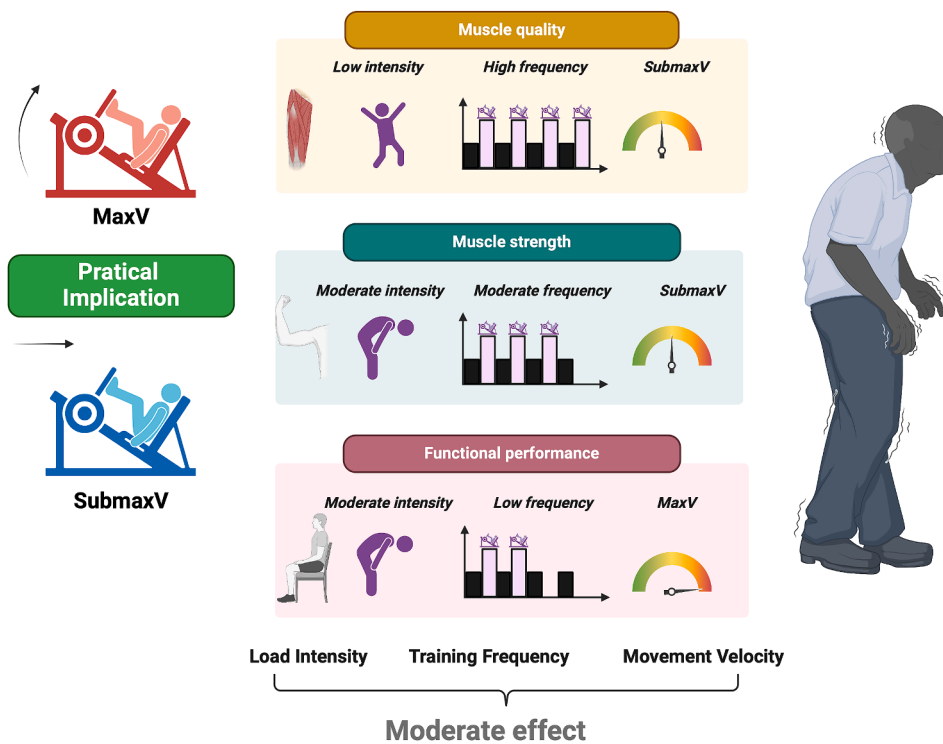 Muscle quality
Low intensity
High frequency
SubmaxV
MaxV
Pratical
Implication
SubmaxV
Muscle strength
Moderate intensity
Moderate frequency
SubmaxV
Functional performance
Moderate intensity
Low frequency
MaxV
Load Intensity
Training Frequency
Movement Velocity
Moderate effect